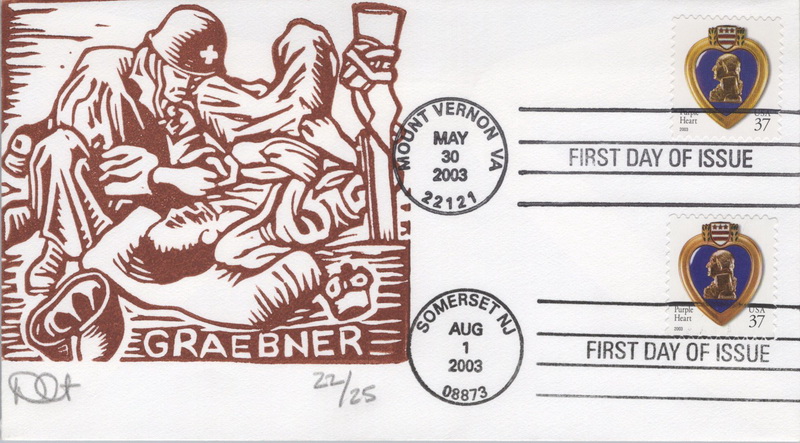 Purple
Heart
2003
USA
37
MOUNT VERNON VA
MAY
30
2003
22121
FIRST DAY OF ISSUE
Purple
Heart
2003
USA
37
SOMERSET NJ
AUG
1
2003
08873
FIRST DAY OF ISSUE
GRAEBNER
22/25